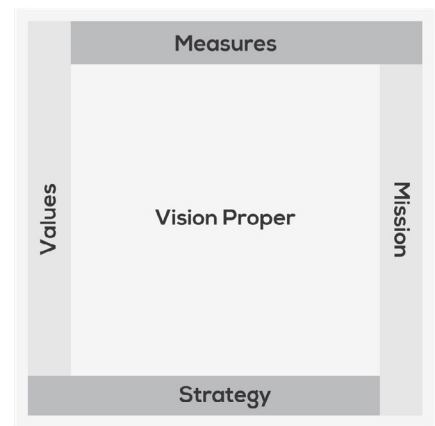 Measures
Values
Vision Proper
Mission
Strategy